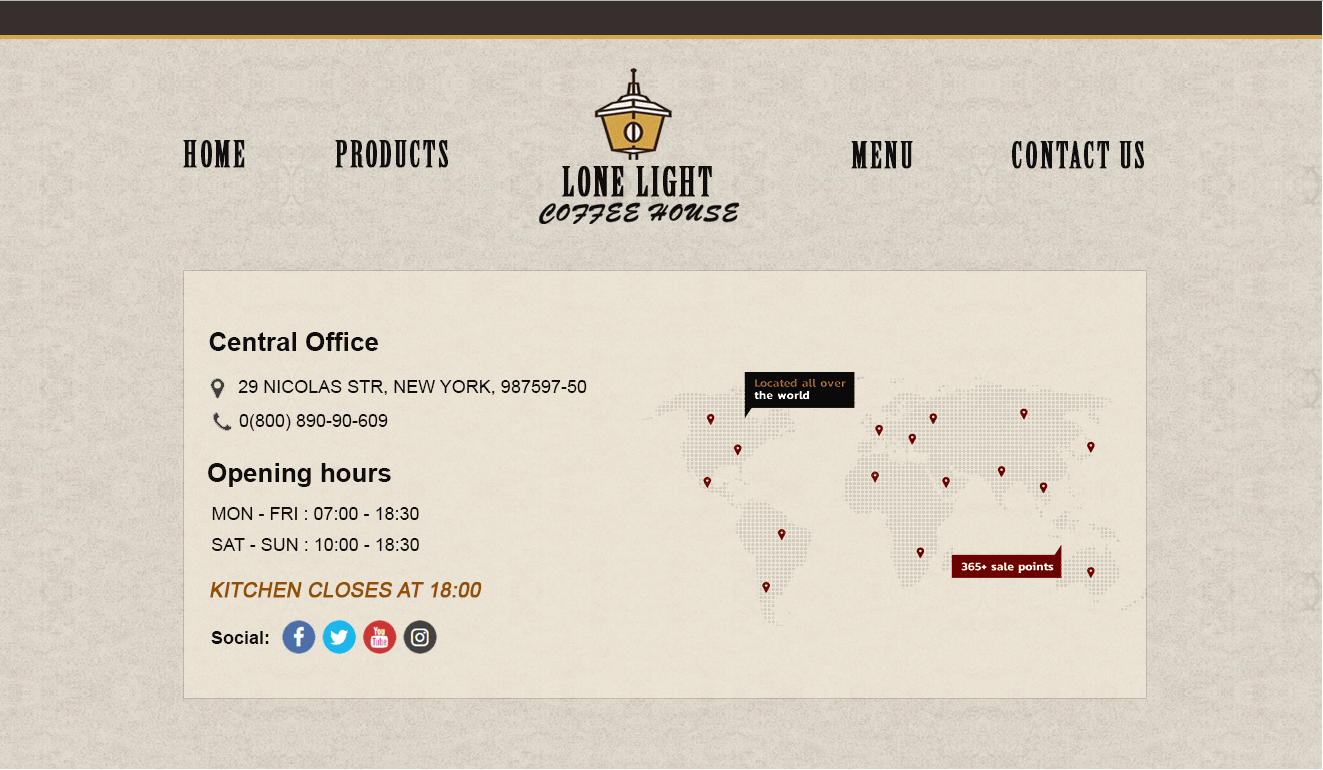 HOME
PRODUCTS
LONE LIGHT
COFFEE HOUSE
MENU
CONTACT US
Central Office
29 NICOLAS STR, NEW YORK, 987597-50
0(800) 890-90-609
Opening hours
MON - FRI : 07:00 - 18:30
SAT - SUN : 10:00 - 18:30
KITCHEN CLOSES AT 18:00
Social:
You
Tube
Located all over
the world
365+ sale points